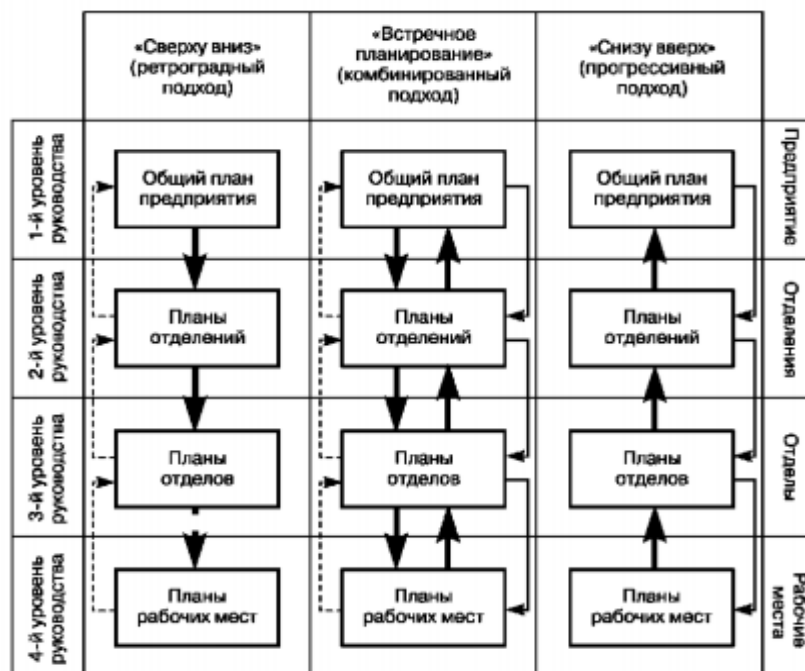 «Сверху вниз»
(ретроградный
подход)
«Встречное
планирование»
(комбинированный
подход)
«Снизу вверх»
(прогрессивный
подход)
1-й уровень
руководства
Общий план
предприятия
Общий план
предприятия
Общий план
предприятия
Предприятие
2-й уровень
руководства
Планы
отделений
Планы
отделений
Планы
отделений
Отделения
3-й уровень
руководства
Планы
отделов
Планы
отделов
Планы
отделов
Отделы
4-й уровень
руководства
Планы
рабочих мест
Планы
рабочих мест
Планы
рабочих мест
Рабочие
места